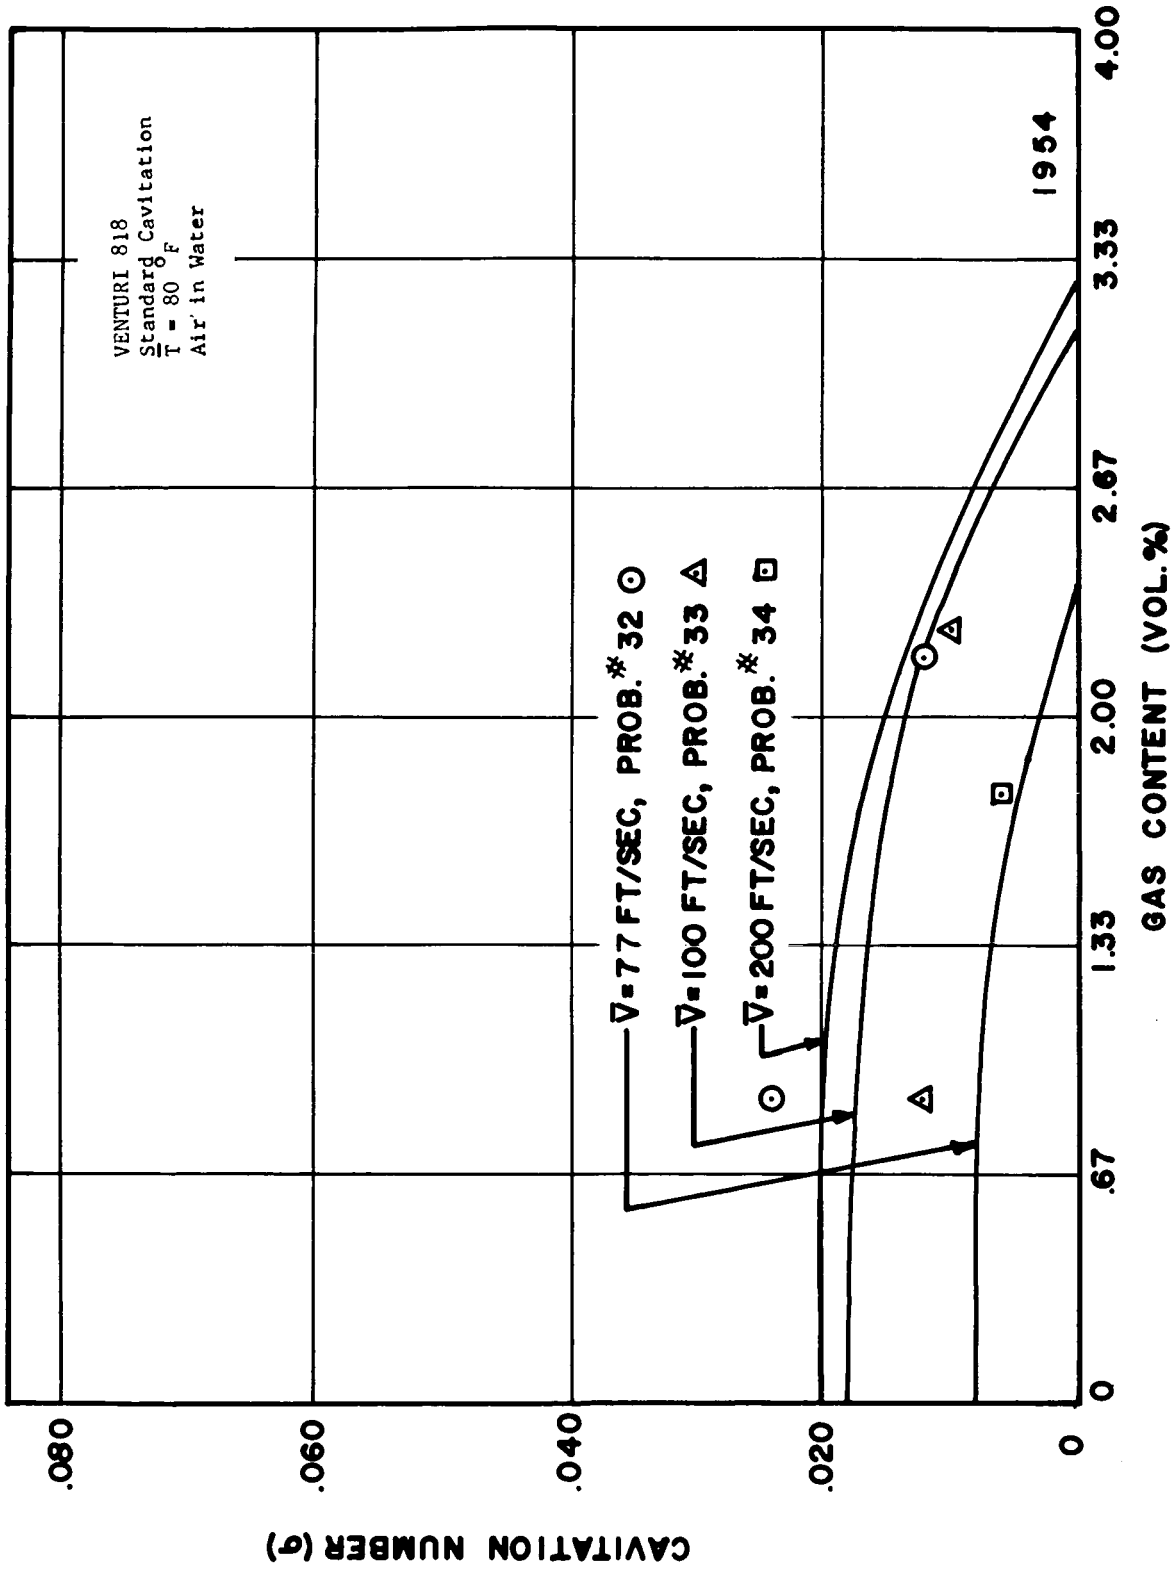 VENTURI 818
Standard Cavitation
T̅ = 80 °F
Air in Water
V̅=77 FT/SEC, PROB.#32
V̅=100 FT/SEC, PROB.#33
V̅=200 FT/SEC, PROB.#34
1954
CAVITATION NUMBER (σ)
.080
.060
.040
.020
0
0
.67
1.33
2.00
2.67
3.33
4.00
GAS CONTENT (VOL.%)